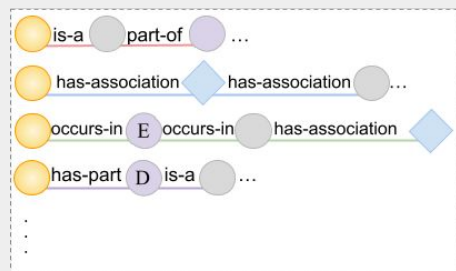 is-a part-of ...
has-association has-association ...
occurs-in E occurs-in has-association
has-part D is-a ...
.
.
.